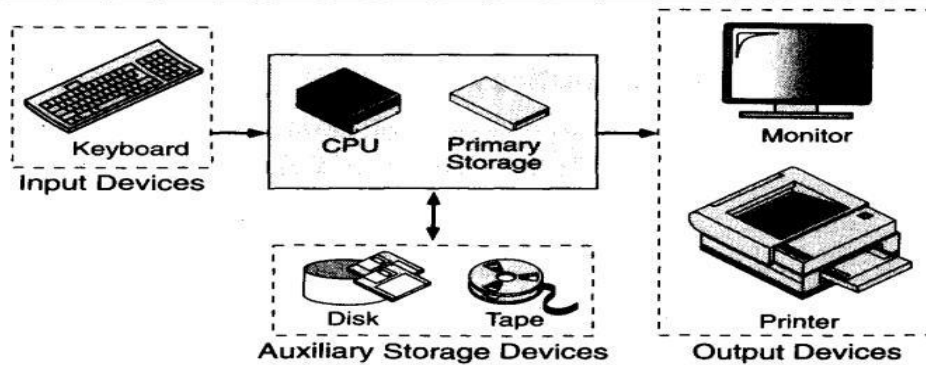 Keyboard
Input Devices
CPU
Primary
Storage
Monitor
Printer
Output Devices
Disk
Tape
Auxiliary Storage Devices